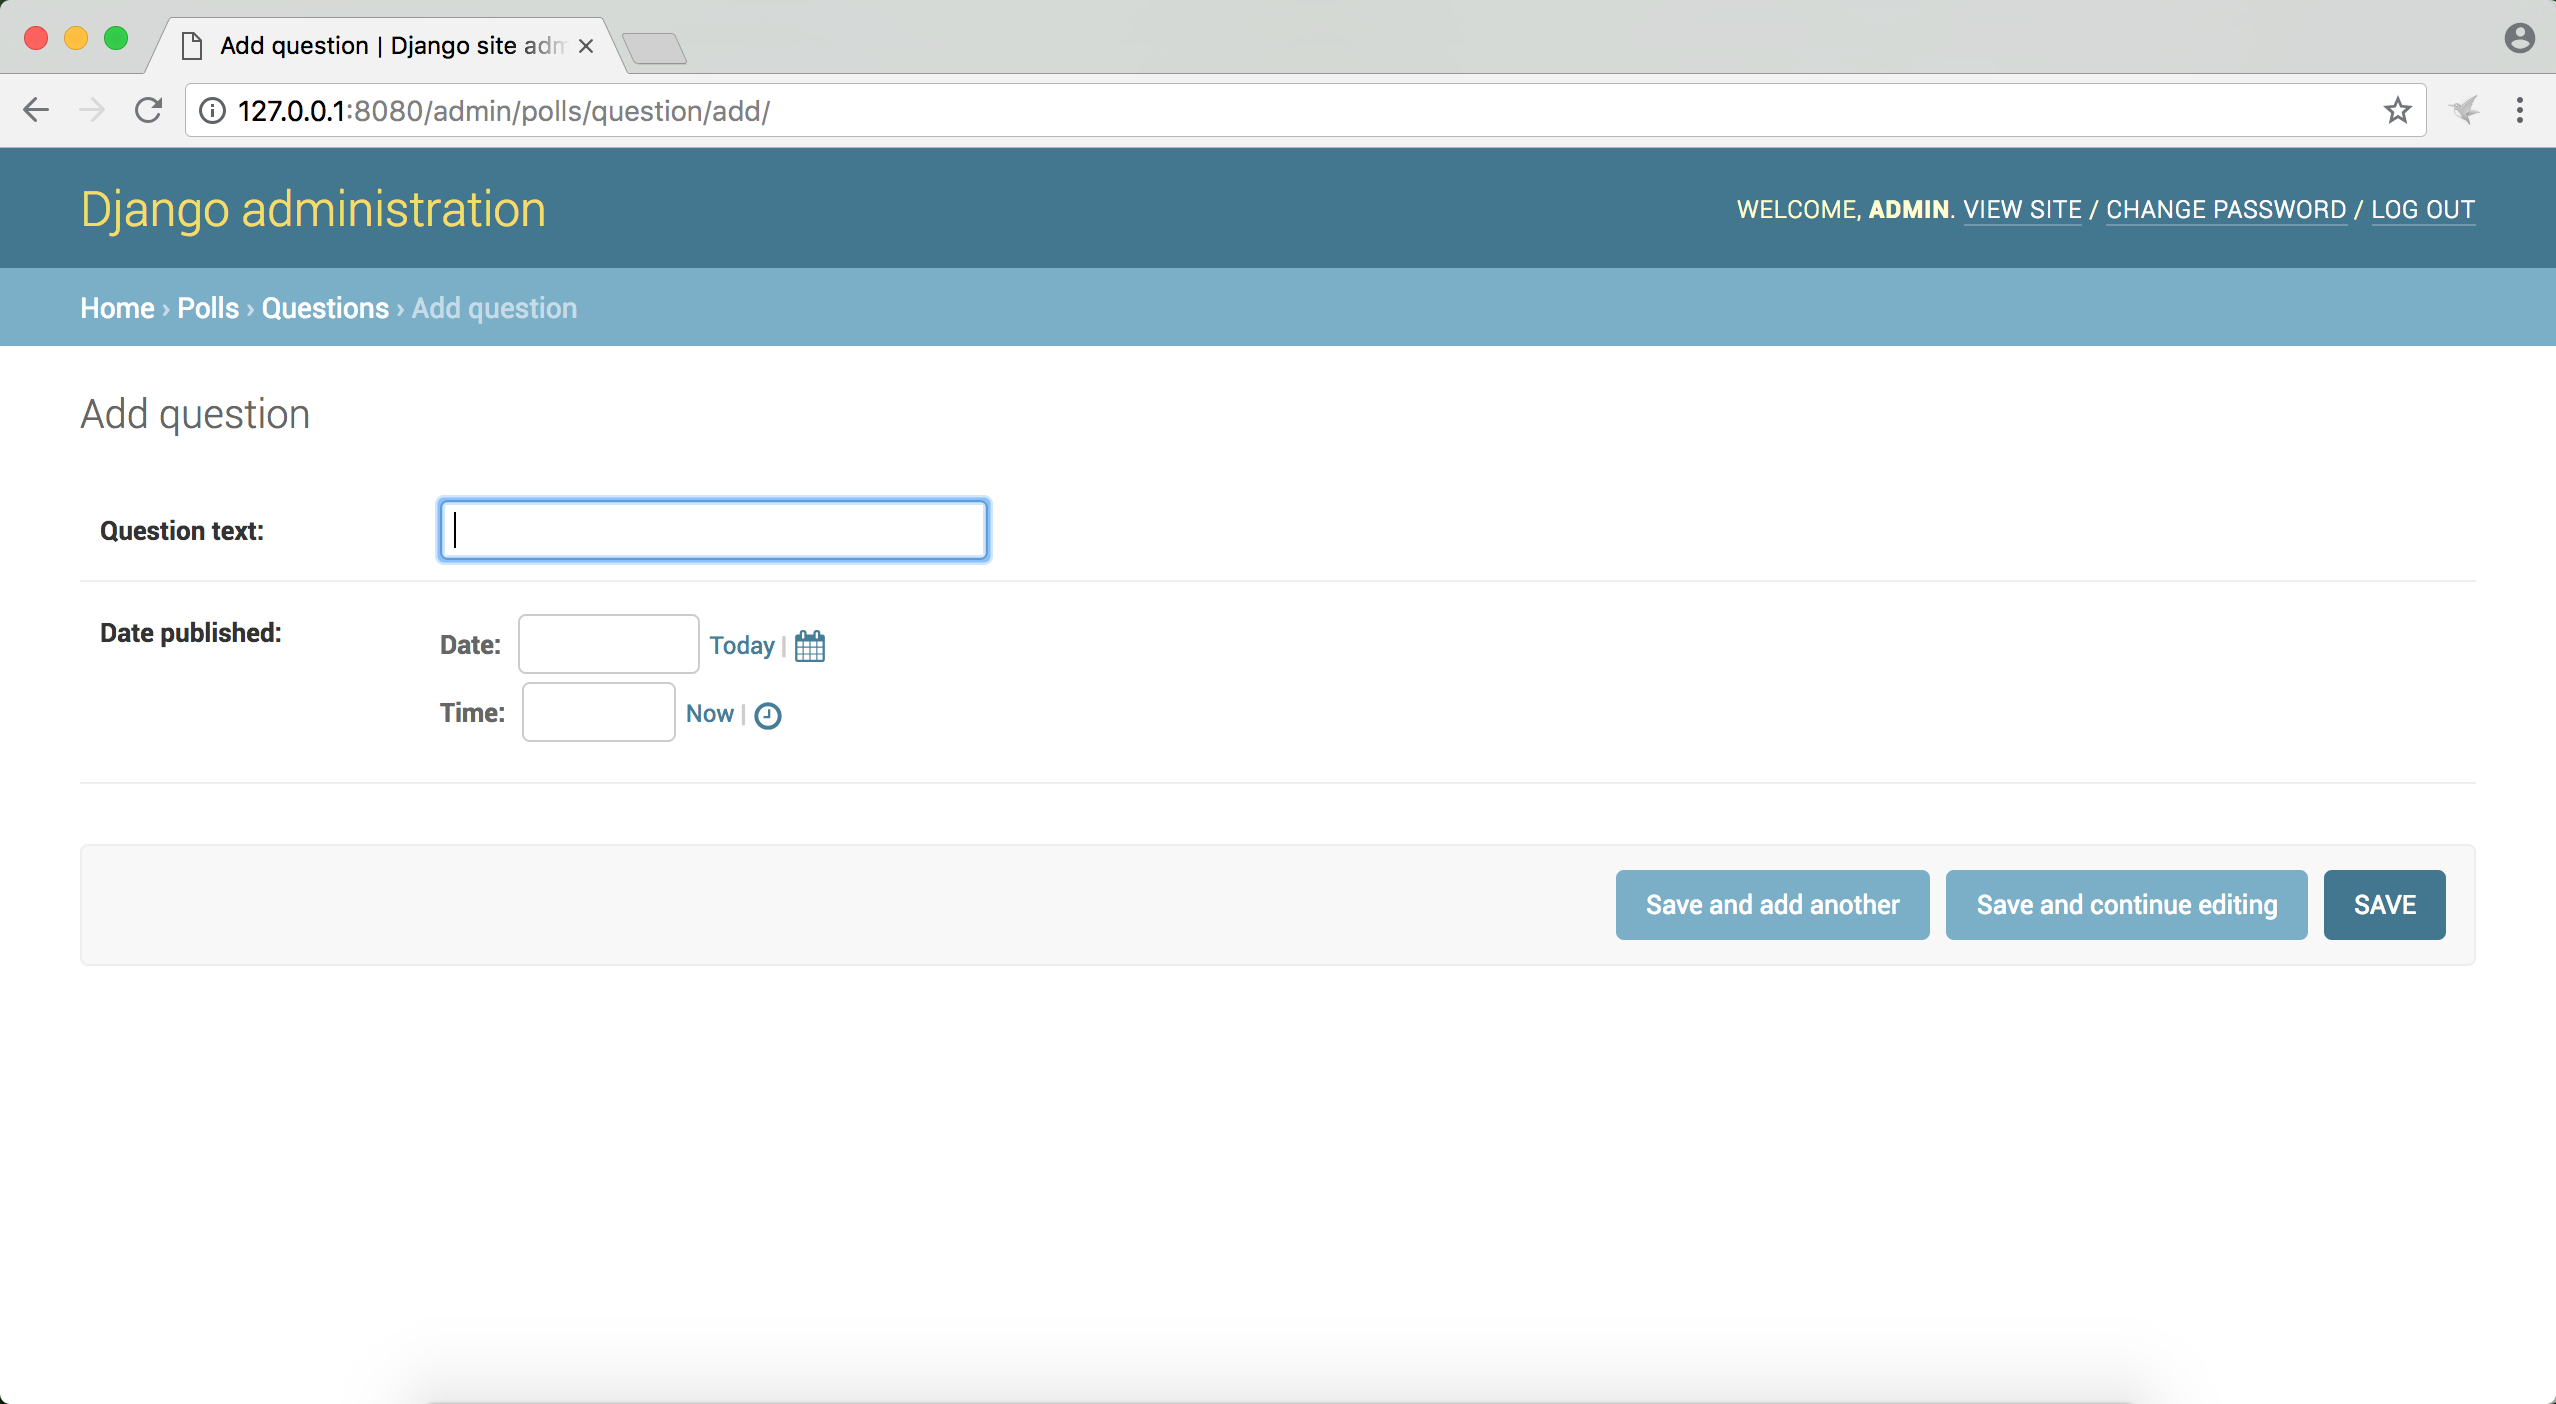 Add question | Django site adm
127.0.0.1:8080/admin/polls/question/add/
Django administration
WELCOME, ADMIN. VIEW SITE / CHANGE PASSWORD / LOG OUT
Home › Polls › Questions › Add question
Add question
Question text:
Date published:
Date: Today |
Time: Now |
Save and add another Save and continue editing SAVE